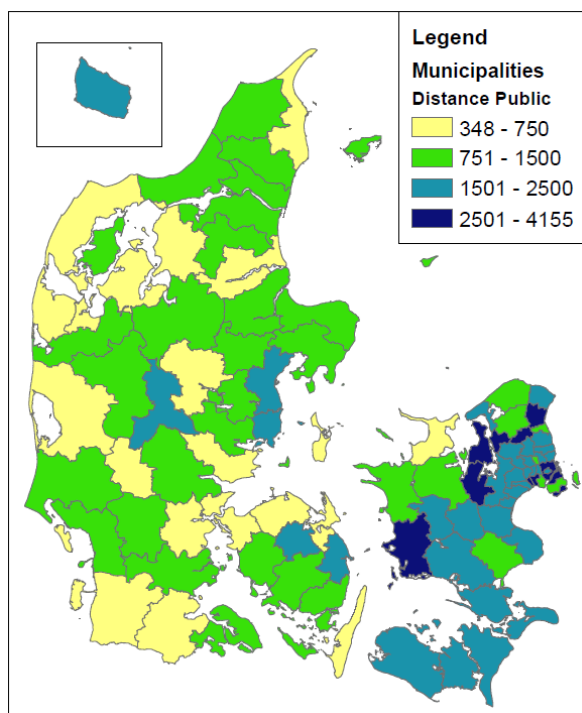 Legend
Municipalities
Distance Public
348 - 750
751 - 1500
1501 - 2500
2501 - 4155